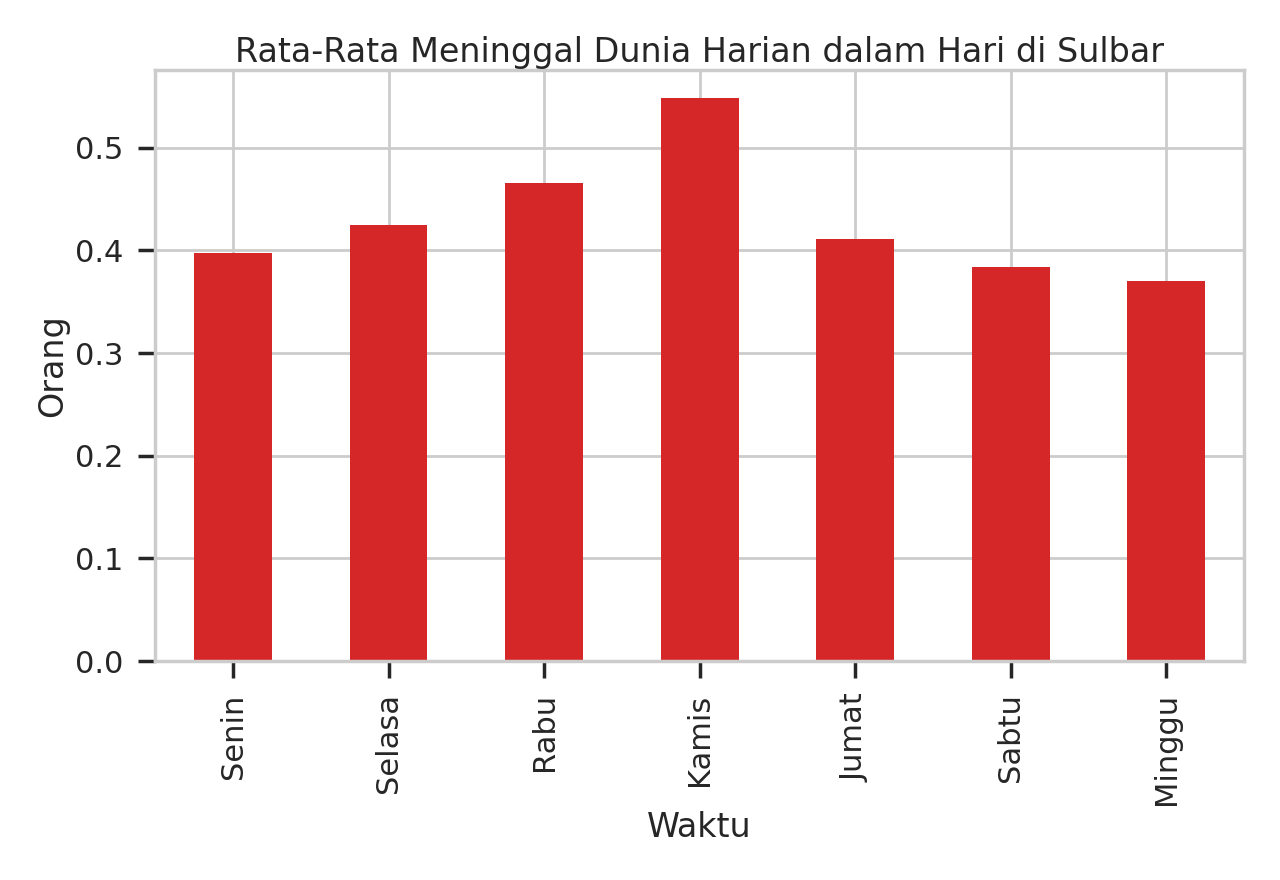 Rata-Rata Meninggal Dunia Harian dalam Hari di Sulbar
Orang
0.5
0.4
0.3
0.2
0.1
0.0
Senin
Selasa
Rabu
Kamis
Jumat
Sabtu
Minggu
Waktu